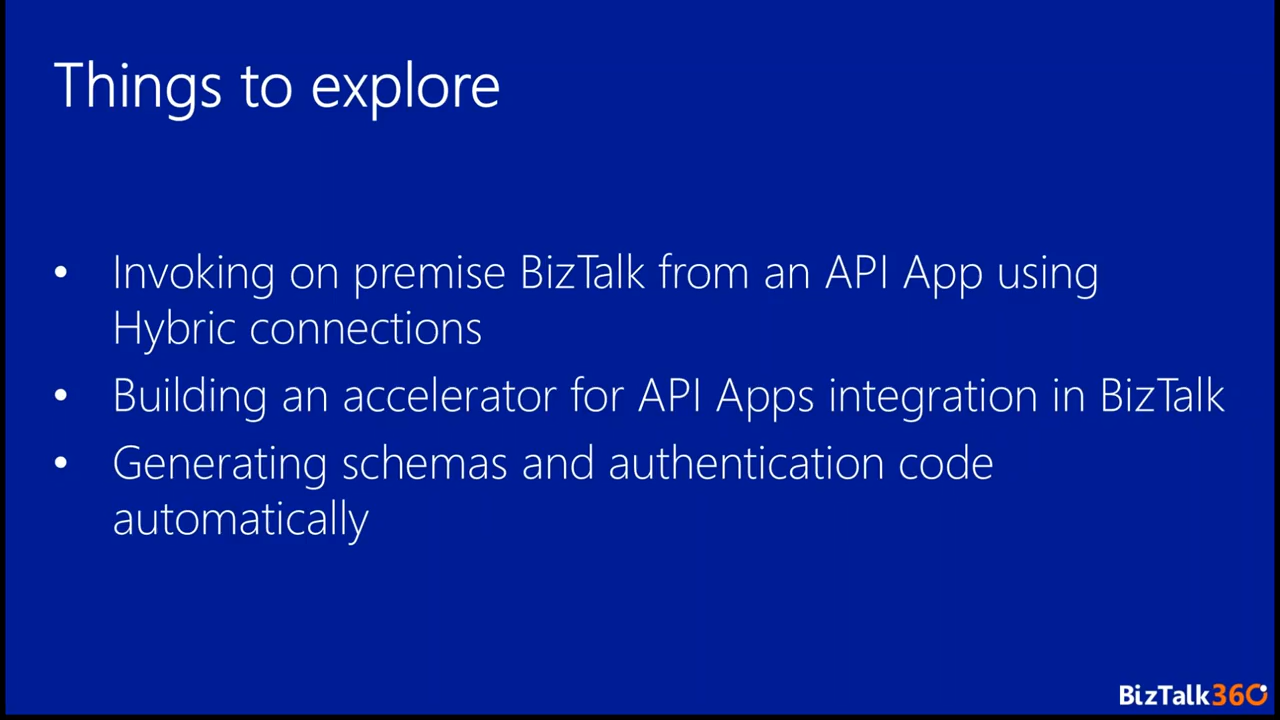 Things to explore
• Invoking on premise BizTalk from an API App using
Hybric connections
• Building an accelerator for API Apps integration in BizTalk
• Generating schemas and authentication code
automatically
BizTalk360